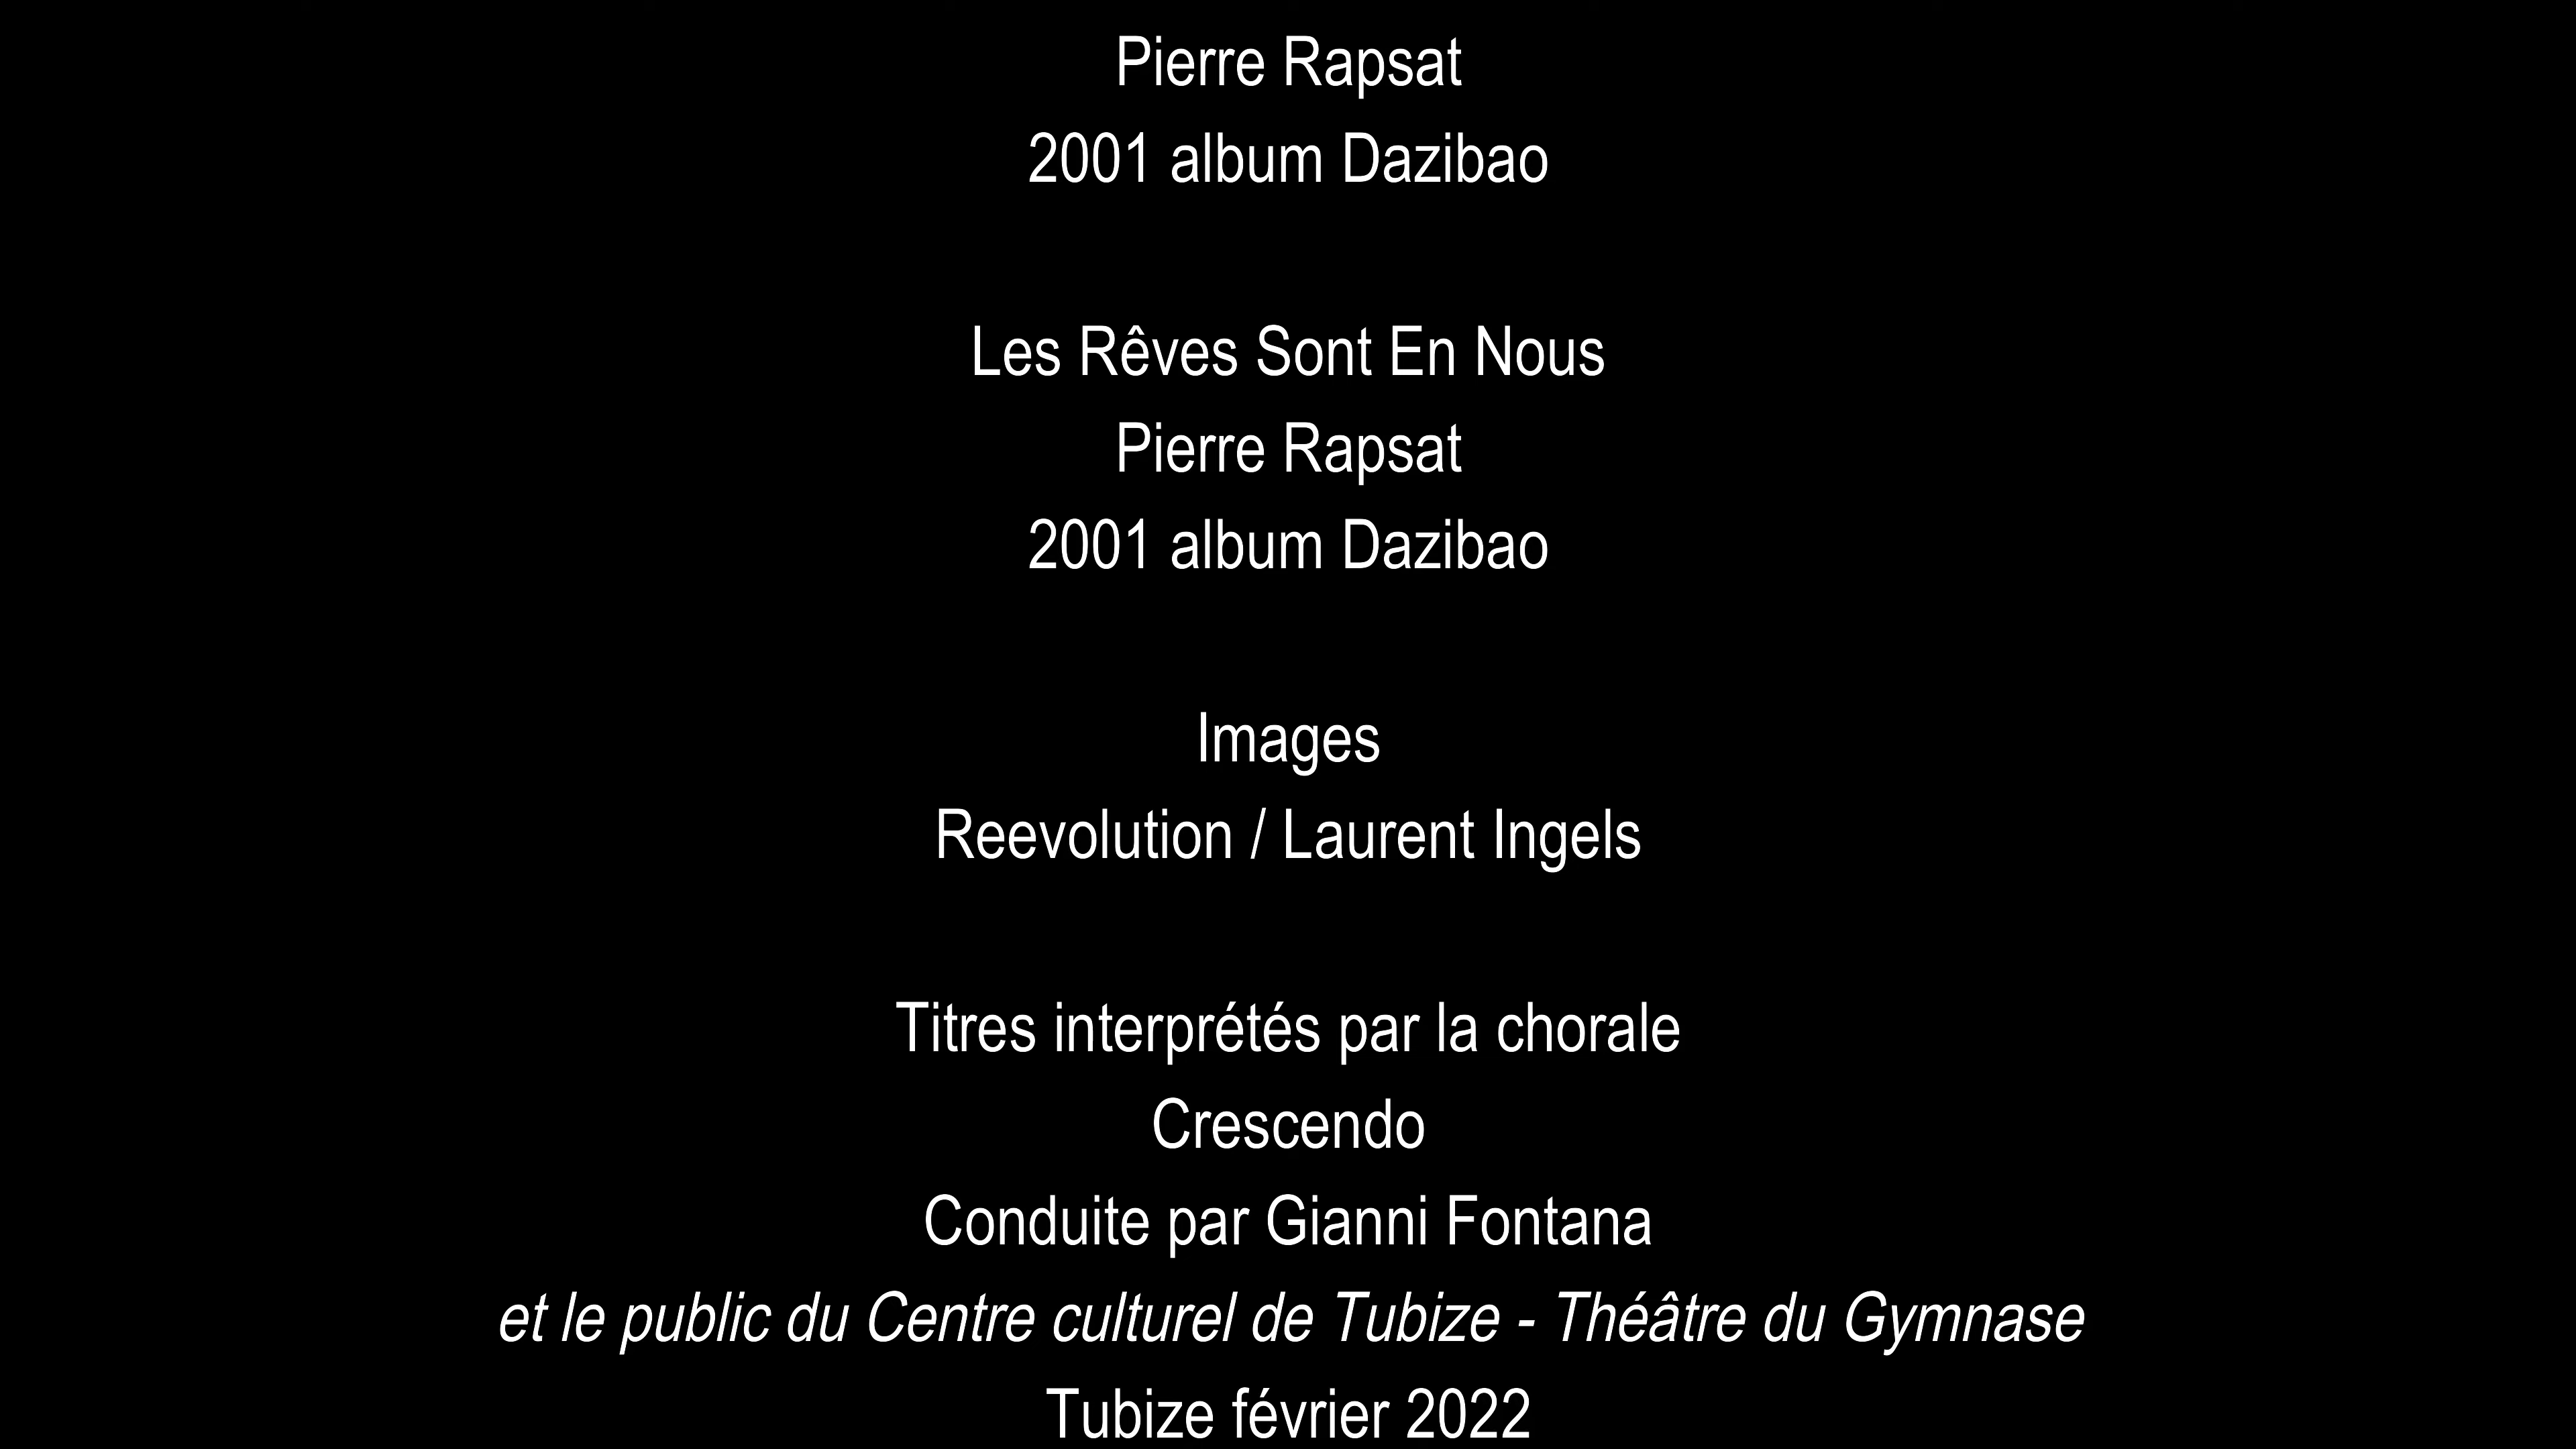 Pierre Rapsat
2001 album Dazibao
Les Rêves Sont En Nous
Pierre Rapsat
2001 album Dazibao
Images
Reevolution / Laurent Ingels
Titres interprétés par la chorale
Crescendo
Conduite par Gianni Fontana
et le public du Centre culturel de Tubize - Théâtre du Gymnase
Tubize février 2022